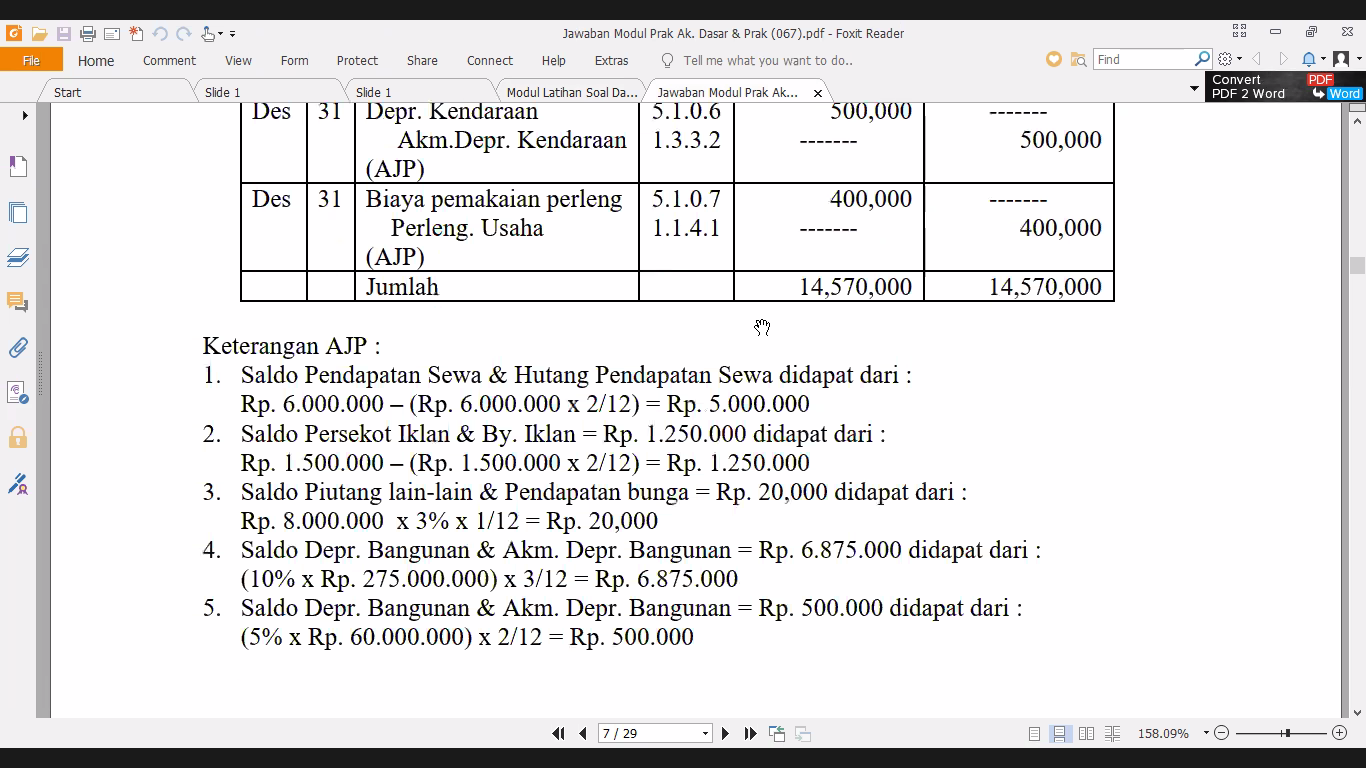 Jawaban Modul Prak Ak. Dasar & Prak (067).pdf - Foxit Reader
File Home Comment View Form Protect Share Connect Help Extras Tell me what you want to do.. Find
Start Slide 1 Slide 1 Modul Latihan Soal Da... Jawaban Modul Prak Ak... Convert PDF 2 Word PDF Word
Des 31 Depr. Kendaraan 5.1.0.6 500,000 -------
Akm.Depr. Kendaraan 1.3.3.2 ------- 500,000
(AJP)
Des 31 Biaya pemakaian perleng 5.1.0.7 400,000 -------
Perleng. Usaha 1.1.4.1 ------- 400,000
(AJP)
Jumlah 14,570,000 14,570,000
Keterangan AJP :
1. Saldo Pendapatan Sewa & Hutang Pendapatan Sewa didapat dari :
Rp. 6.000.000 – (Rp. 6.000.000 x 2/12) = Rp. 5.000.000
2. Saldo Persekot Iklan & By. Iklan = Rp. 1.250.000 didapat dari :
Rp. 1.500.000 – (Rp. 1.500.000 x 2/12) = Rp. 1.250.000
3. Saldo Piutang lain-lain & Pendapatan bunga = Rp. 20,000 didapat dari :
Rp. 8.000.000 x 3% x 1/12 = Rp. 20,000
4. Saldo Depr. Bangunan & Akm. Depr. Bangunan = Rp. 6.875.000 didapat dari :
(10% x Rp. 275.000.000) x 3/12 = Rp. 6.875.000
5. Saldo Depr. Bangunan & Akm. Depr. Bangunan = Rp. 500.000 didapat dari :
(5% x Rp. 60.000.000) x 2/12 = Rp. 500.000
7 / 29 158.09%